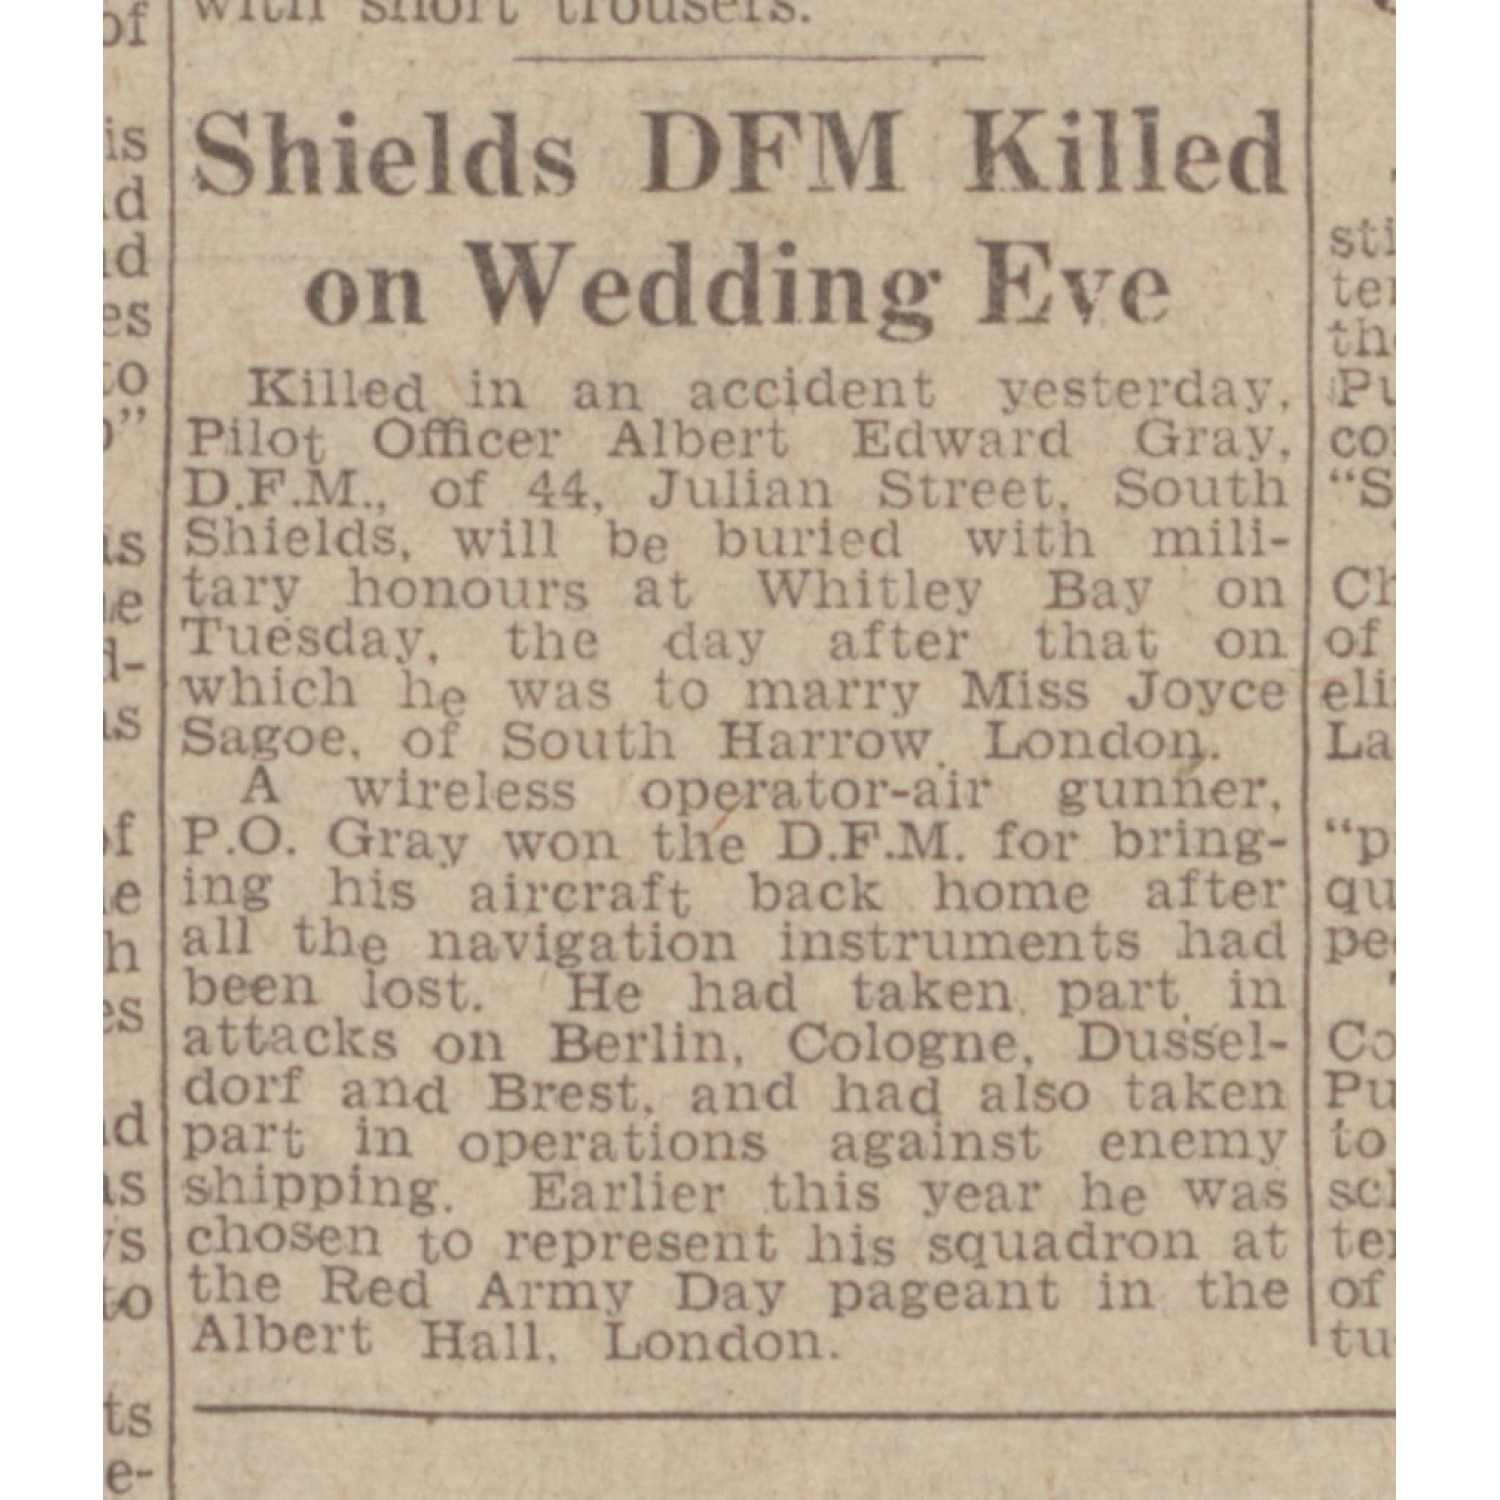 with short trousers.
Shields DFM Killed
on Wedding Eve
Killed in an accident yesterday,
Pilot Officer Albert Edward Gray,
D.F.M., of 44, Julian Street, South
Shields, will be buried with mili-
tary honours at Whitley Bay on
Tuesday, the day after that on
which he was to marry Miss Joyce
Sagoe, of South Harrow, London.
A wireless operator-air gunner,
P.O. Gray won the D.F.M. for bring-
ing his aircraft back home after
all the navigation instruments had
been lost. He had taken part in
attacks on Berlin, Cologne, Dussel-
dorf and Brest, and had also taken
part in operations against enemy
shipping. Earlier this year he was
chosen to represent his squadron at
the Red Army Day pageant in the
Albert Hall, London.